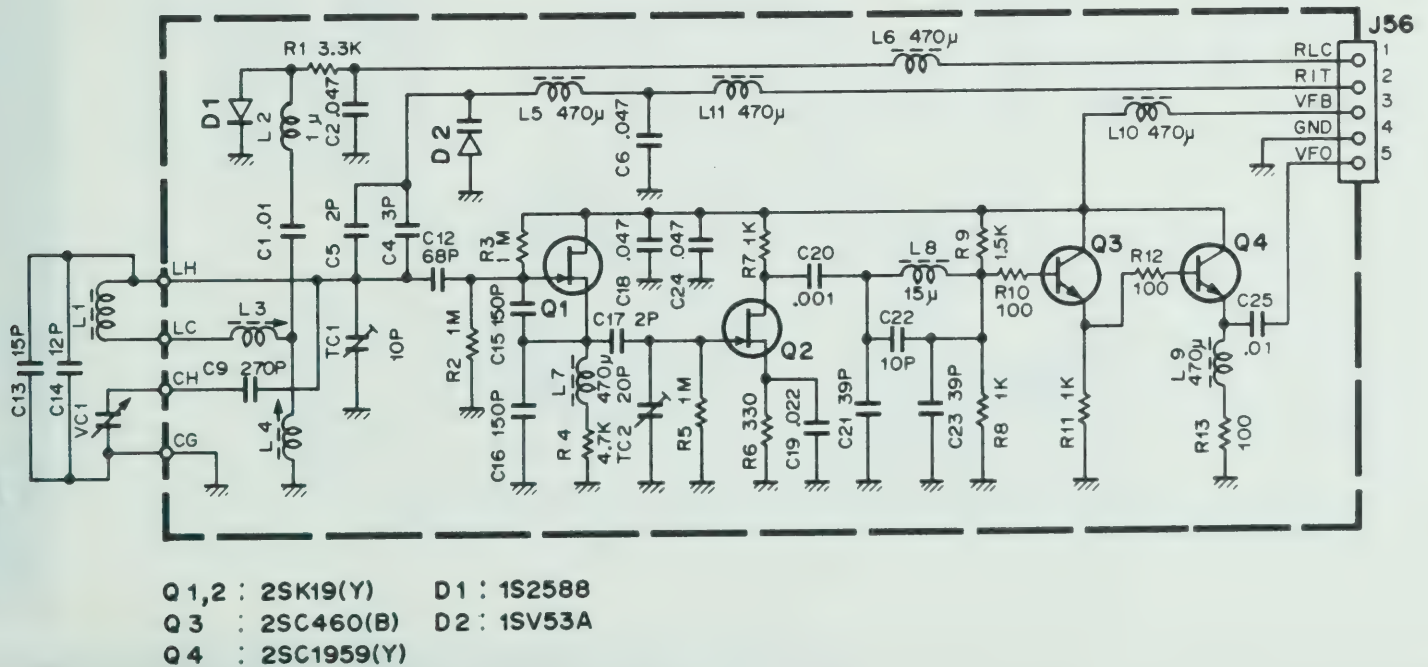 J56
L6 470μ
RLC 1
R1 3.3K
RIT 2
VFB 3
GND 4
VFO 5
D1
L2 1μ
C2 .047
D2
L5 470μ
L11 470μ
L10 470μ
C6 .047
C1 .01
C5 2P
C4 3P
C12 68P
R3 1M
Q1
C18 .047
C24 .047
R7 1K
C20 .001
L8 15μ
R9 1.5K
Q3
R12 100
Q4
R10 100
C25 .01
LH
L1
L3
LC
C13 15P
C14 12P
C9 270P
CH
VC1
CG
L4
TC1 10P
R2 1M
C15 150P
C16 150P
C17 2P
L7 470μ
R4 4.7K
TC2 20P
Q2
R5 1M
R6 330
C19 .022
C22 10P
C21 39P
C23 39P
R8 1K
R11 1K
L9 470μ
R13 100
Q1,2 : 2SK19(Y) D1 : 1S2588
Q3 : 2SC460(B) D2 : 1SV53A
Q4 : 2SC1959(Y)